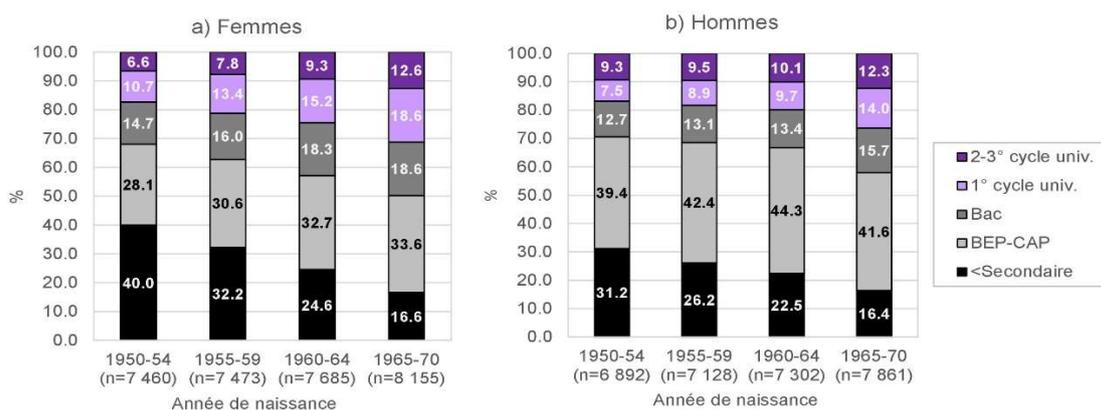 a) Femmes
100.0
90.0
80.0
70.0
60.0
50.0
40.0
30.0
20.0
10.0
0.0
%
6.6 7.8 9.3 12.6
10.7 13.4 15.2 18.6
14.7 16.0 18.3 18.6
28.1 30.6 32.7 33.6
40.0 32.2 24.6 16.6
1950-54 1955-59 1960-64 1965-70
(n=7 460) (n=7 473) (n=7 685) (n=8 155)
Année de naissance
b) Hommes
100.0
90.0
80.0
70.0
60.0
50.0
40.0
30.0
20.0
10.0
0.0
%
9.3 9.5 10.1 12.3
7.5 8.9 9.7 14.0
12.7 13.1 13.4 15.7
39.4 42.4 44.3 41.6
31.2 26.2 22.5 16.4
1950-54 1955-59 1960-64 1965-70
(n=6 892) (n=7 128) (n=7 302) (n=7 861)
Année de naissance
2-3° cycle univ.
1° cycle univ.
Bac
BEP-CAP
<Secondaire